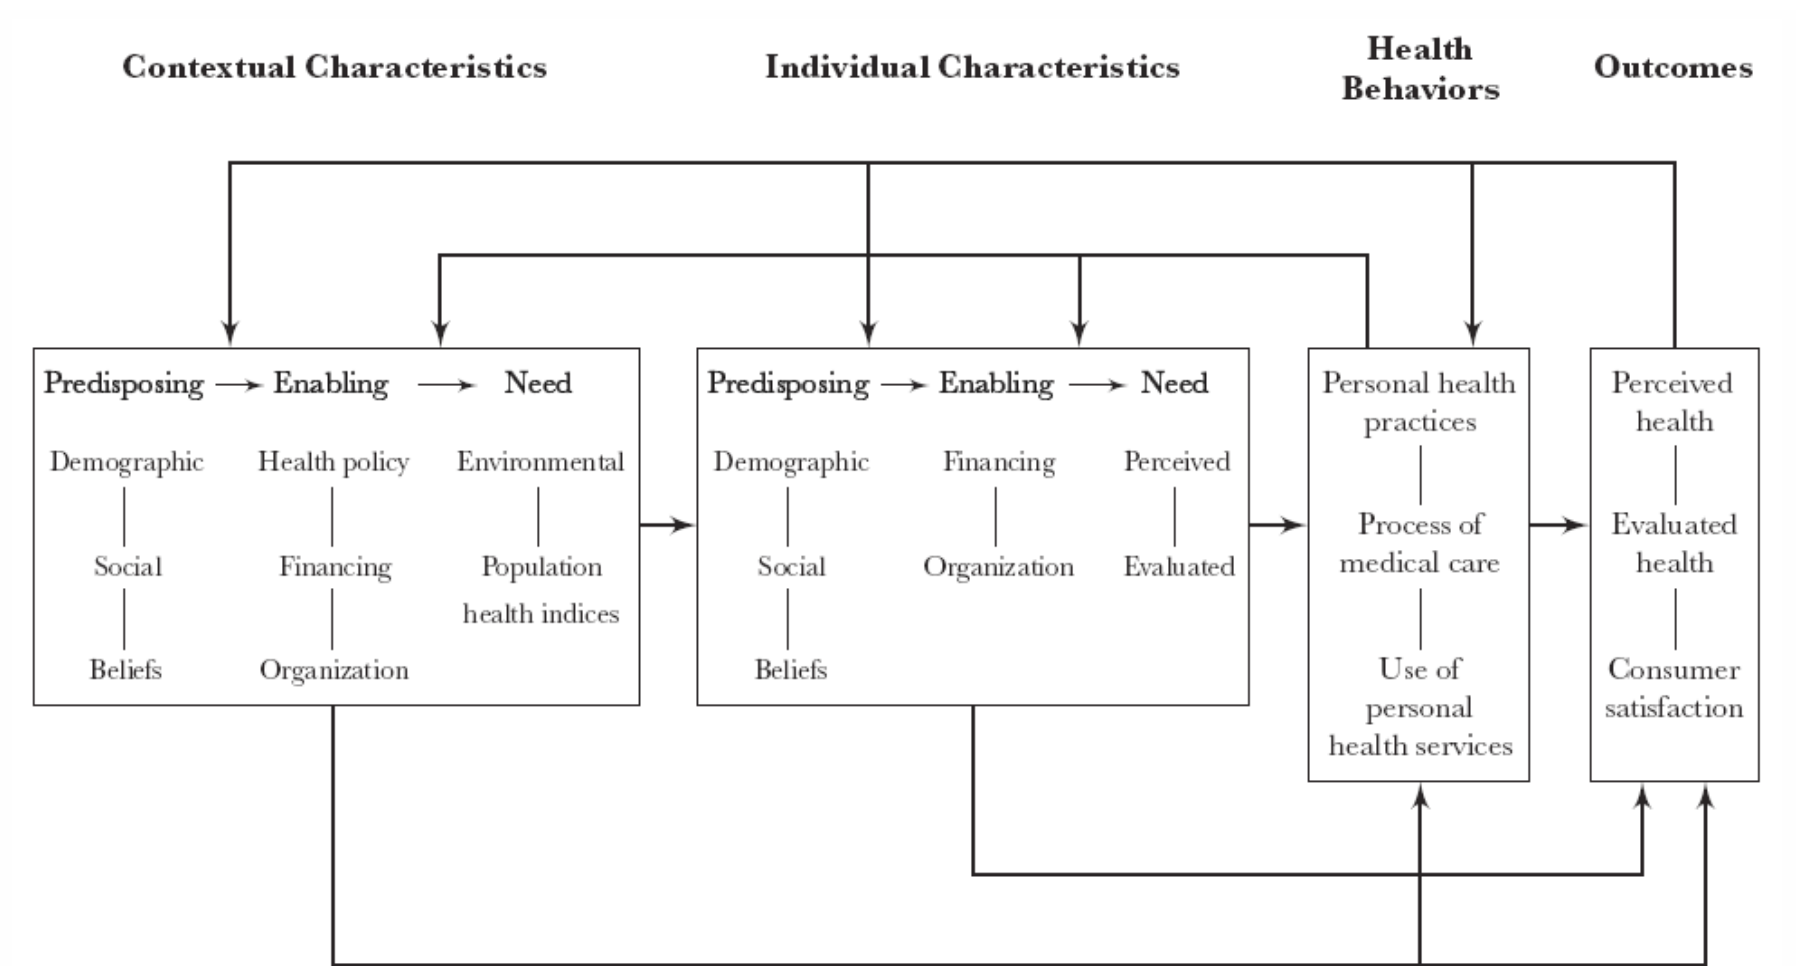 Contextual Characteristics
Individual Characteristics
Health
Behaviors
Outcomes
Predisposing Enabling Need
Demographic Health policy Environmental
Social Financing Population
health indices
Beliefs Organization
Predisposing Enabling Need
Demographic Financing Perceived
Social Organization Evaluated
Beliefs
Personal health
practices
Process of
medical care
Use of
personal
health services
Perceived
health
Evaluated
health
Consumer
satisfaction